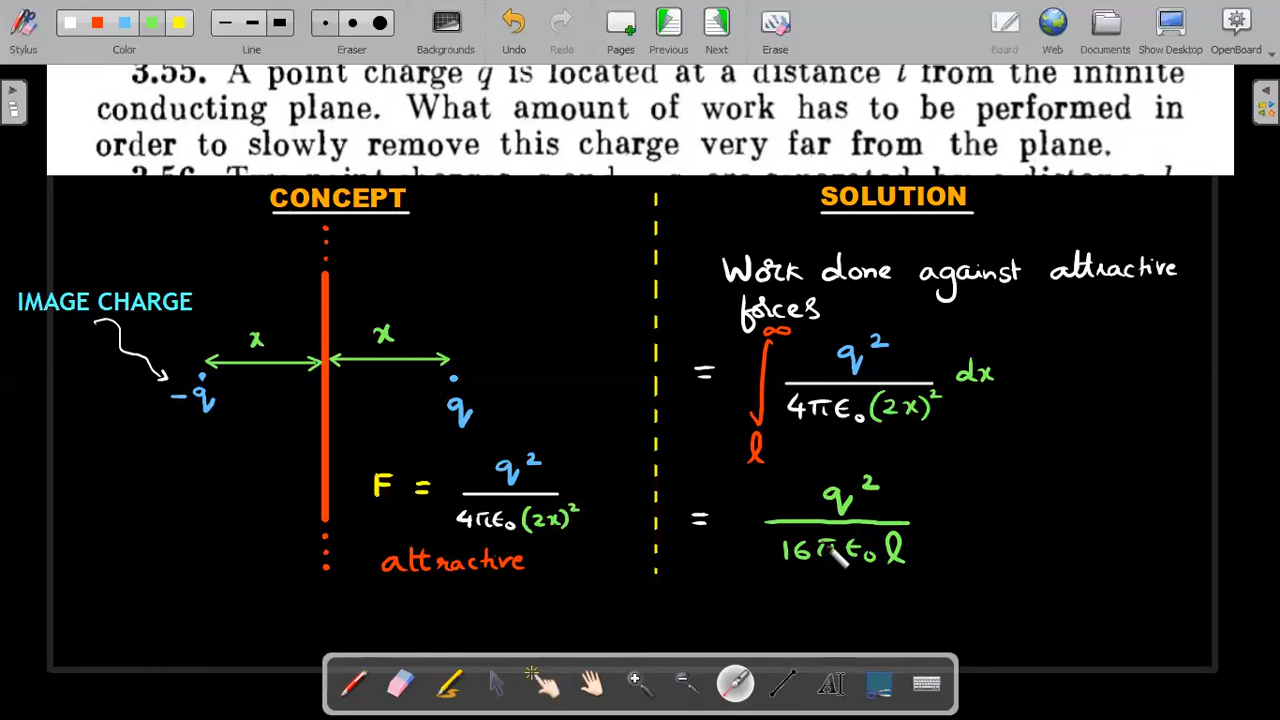 Stylus Color Line Eraser Backgrounds Undo Redo Pages Previous Next Erase Board Web Documents Show Desktop OpenBoard
3.55. A point charge q is located at a distance l from the infinite
conducting plane. What amount of work has to be performed in
order to slowly remove this charge very far from the plane.
CONCEPT
IMAGE CHARGE
x x
-q q
F = q² / 4πϵ₀(2x)²
attractive
SOLUTION
Work done against attractive
forces
= ∫ₗ^∞ q² / 4πϵ₀(2x)² dx
= q² / 16πϵ₀l